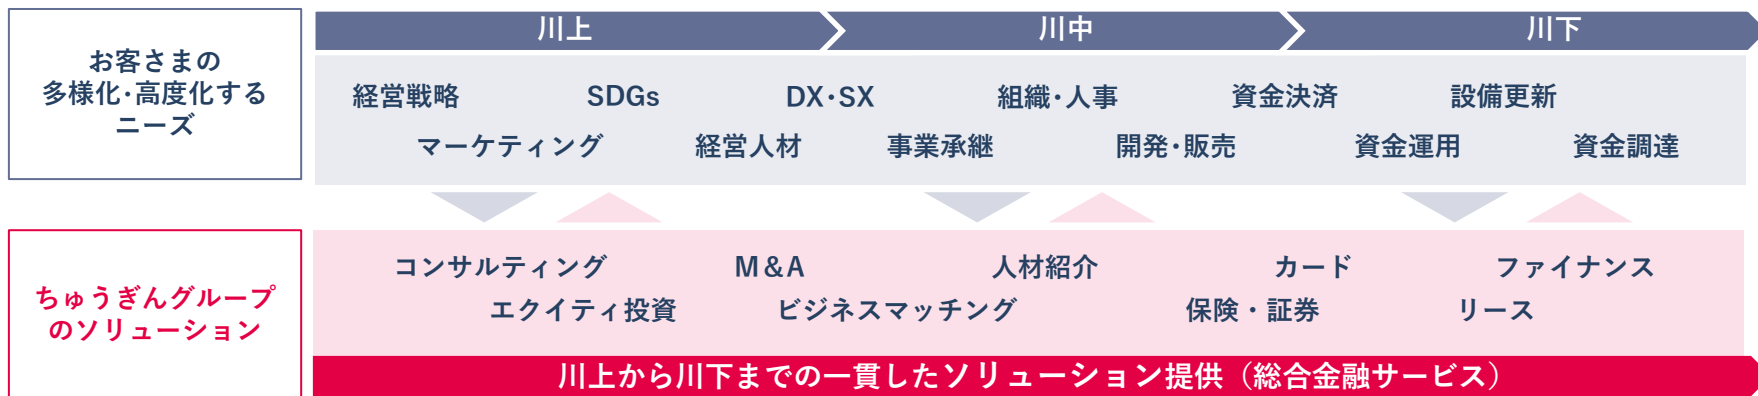 お客さまの
多様化･高度化する
ニーズ
川上 川中 川下
経営戦略 SDGs DX･SX 組織･人事 資金決済 設備更新
マーケティング 経営人材 事業承継 開発･販売 資金運用 資金調達
ちゅうぎんグループ
のソリューション
コンサルティング M＆A 人材紹介 カード ファイナンス
エクイティ投資 ビジネスマッチング 保険・証券 リース
川上から川下までの一貫したソリューション提供（総合金融サービス）